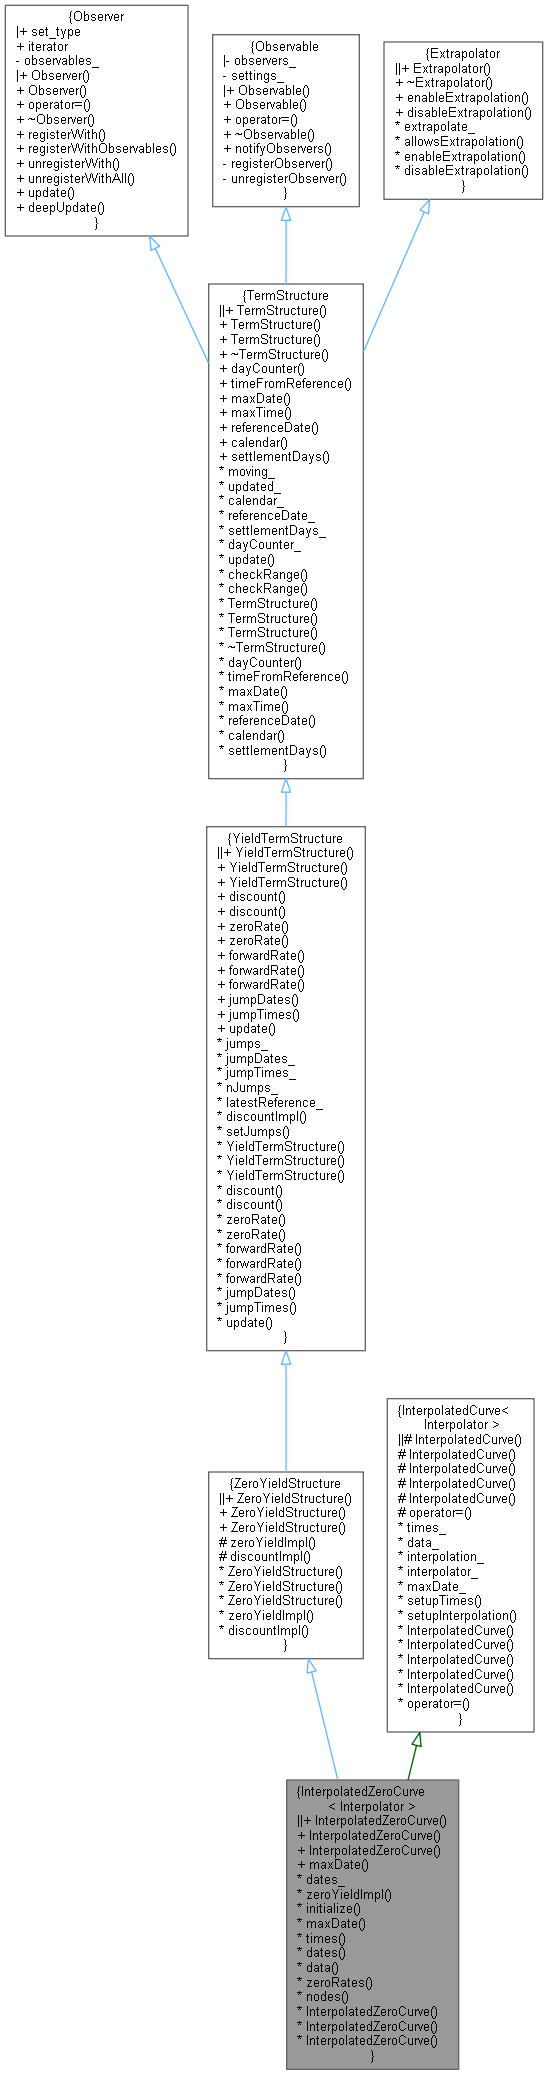 {Observer
|+ set_type
+ iterator
- observables_
|+ Observer()
+ Observer()
+ operator=()
+ ~Observer()
+ registerWith()
+ registerWithObservables()
+ unregisterWith()
+ unregisterWithAll()
+ update()
+ deepUpdate()
}
{Observable
|- observers_
- settings_
|+ Observable()
+ Observable()
+ operator=()
+ ~Observable()
+ notifyObservers()
- registerObserver()
- unregisterObserver()
}
{Extrapolator
||+ Extrapolator()
+ ~Extrapolator()
+ enableExtrapolation()
+ disableExtrapolation()
* extrapolate_
* allowsExtrapolation()
* enableExtrapolation()
* disableExtrapolation()
}
{TermStructure
||+ TermStructure()
+ TermStructure()
+ TermStructure()
+ ~TermStructure()
+ dayCounter()
+ timeFromReference()
+ maxDate()
+ maxTime()
+ referenceDate()
+ calendar()
+ settlementDays()
* moving_
* updated_
* calendar_
* referenceDate_
* settlementDays_
* dayCounter_
* update()
* checkRange()
* checkRange()
* TermStructure()
* TermStructure()
* TermStructure()
* ~TermStructure()
* dayCounter()
* timeFromReference()
* maxDate()
* maxTime()
* referenceDate()
* calendar()
* settlementDays()
}
{YieldTermStructure
||+ YieldTermStructure()
+ YieldTermStructure()
+ YieldTermStructure()
+ discount()
+ discount()
+ zeroRate()
+ zeroRate()
+ forwardRate()
+ forwardRate()
+ forwardRate()
+ jumpDates()
+ jumpTimes()
+ update()
* jumps_
* jumpDates_
* jumpTimes_
* nJumps_
* latestReference_
* discountImpl()
* setJumps()
* YieldTermStructure()
* YieldTermStructure()
* YieldTermStructure()
* discount()
* discount()
* zeroRate()
* zeroRate()
* forwardRate()
* forwardRate()
* forwardRate()
* jumpDates()
* jumpTimes()
* update()
}
{InterpolatedCurve<
Interpolator >
||# InterpolatedCurve()
# InterpolatedCurve()
# InterpolatedCurve()
# InterpolatedCurve()
# InterpolatedCurve()
# operator=()
* times_
* data_
* interpolation_
* interpolator_
* maxDate_
* setupTimes()
* setupInterpolation()
* InterpolatedCurve()
* InterpolatedCurve()
* InterpolatedCurve()
* InterpolatedCurve()
* InterpolatedCurve()
* operator=()
}
{ZeroYieldStructure
||+ ZeroYieldStructure()
+ ZeroYieldStructure()
+ ZeroYieldStructure()
# zeroYieldImpl()
# discountImpl()
* ZeroYieldStructure()
* ZeroYieldStructure()
* ZeroYieldStructure()
* zeroYieldImpl()
* discountImpl()
}
{InterpolatedZeroCurve
< Interpolator >
||+ InterpolatedZeroCurve()
+ InterpolatedZeroCurve()
+ InterpolatedZeroCurve()
+ maxDate()
* dates_
* zeroYieldImpl()
* initialize()
* maxDate()
* times()
* dates()
* data()
* zeroRates()
* nodes()
* InterpolatedZeroCurve()
* InterpolatedZeroCurve()
* InterpolatedZeroCurve()
}